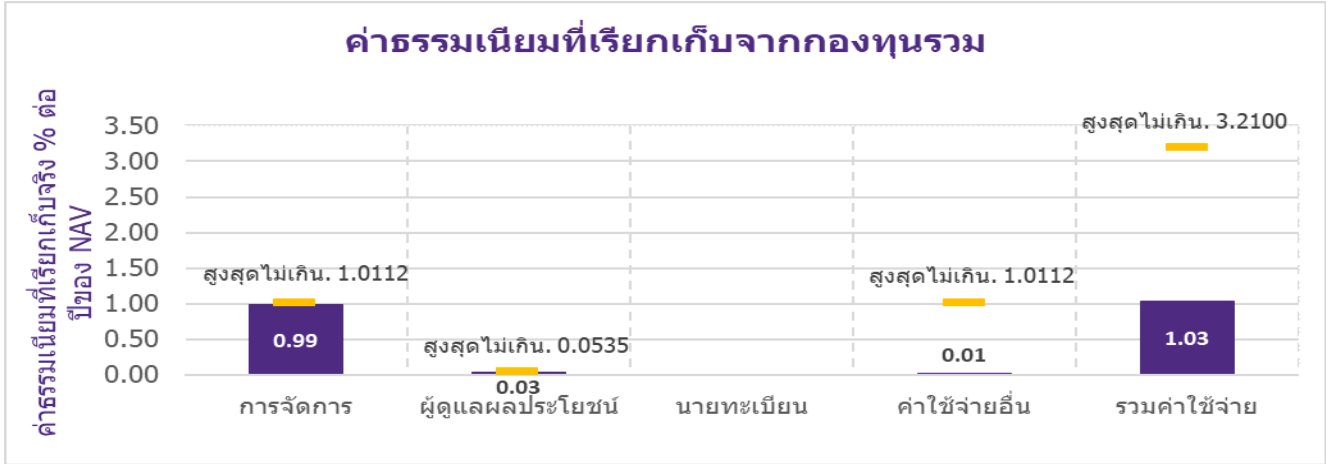 ค่าธรรมเนียมที่เรียกเก็บจากกองทุนรวม
ค่าธรรมเนียมที่เรียกเก็บจริง % ต่อ
ปีของ NAV
3.50
3.00
2.50
2.00
1.50
1.00
0.50
0.00
สูงสุดไม่เกิน. 1.0112
0.99
สูงสุดไม่เกิน. 0.0535
0.03
สูงสุดไม่เกิน. 1.0112
0.01
สูงสุดไม่เกิน. 3.2100
1.03
การจัดการ
ผู้ดูแลผลประโยชน์
นายทะเบียน
ค่าใช้จ่ายอื่น
รวมค่าใช้จ่าย